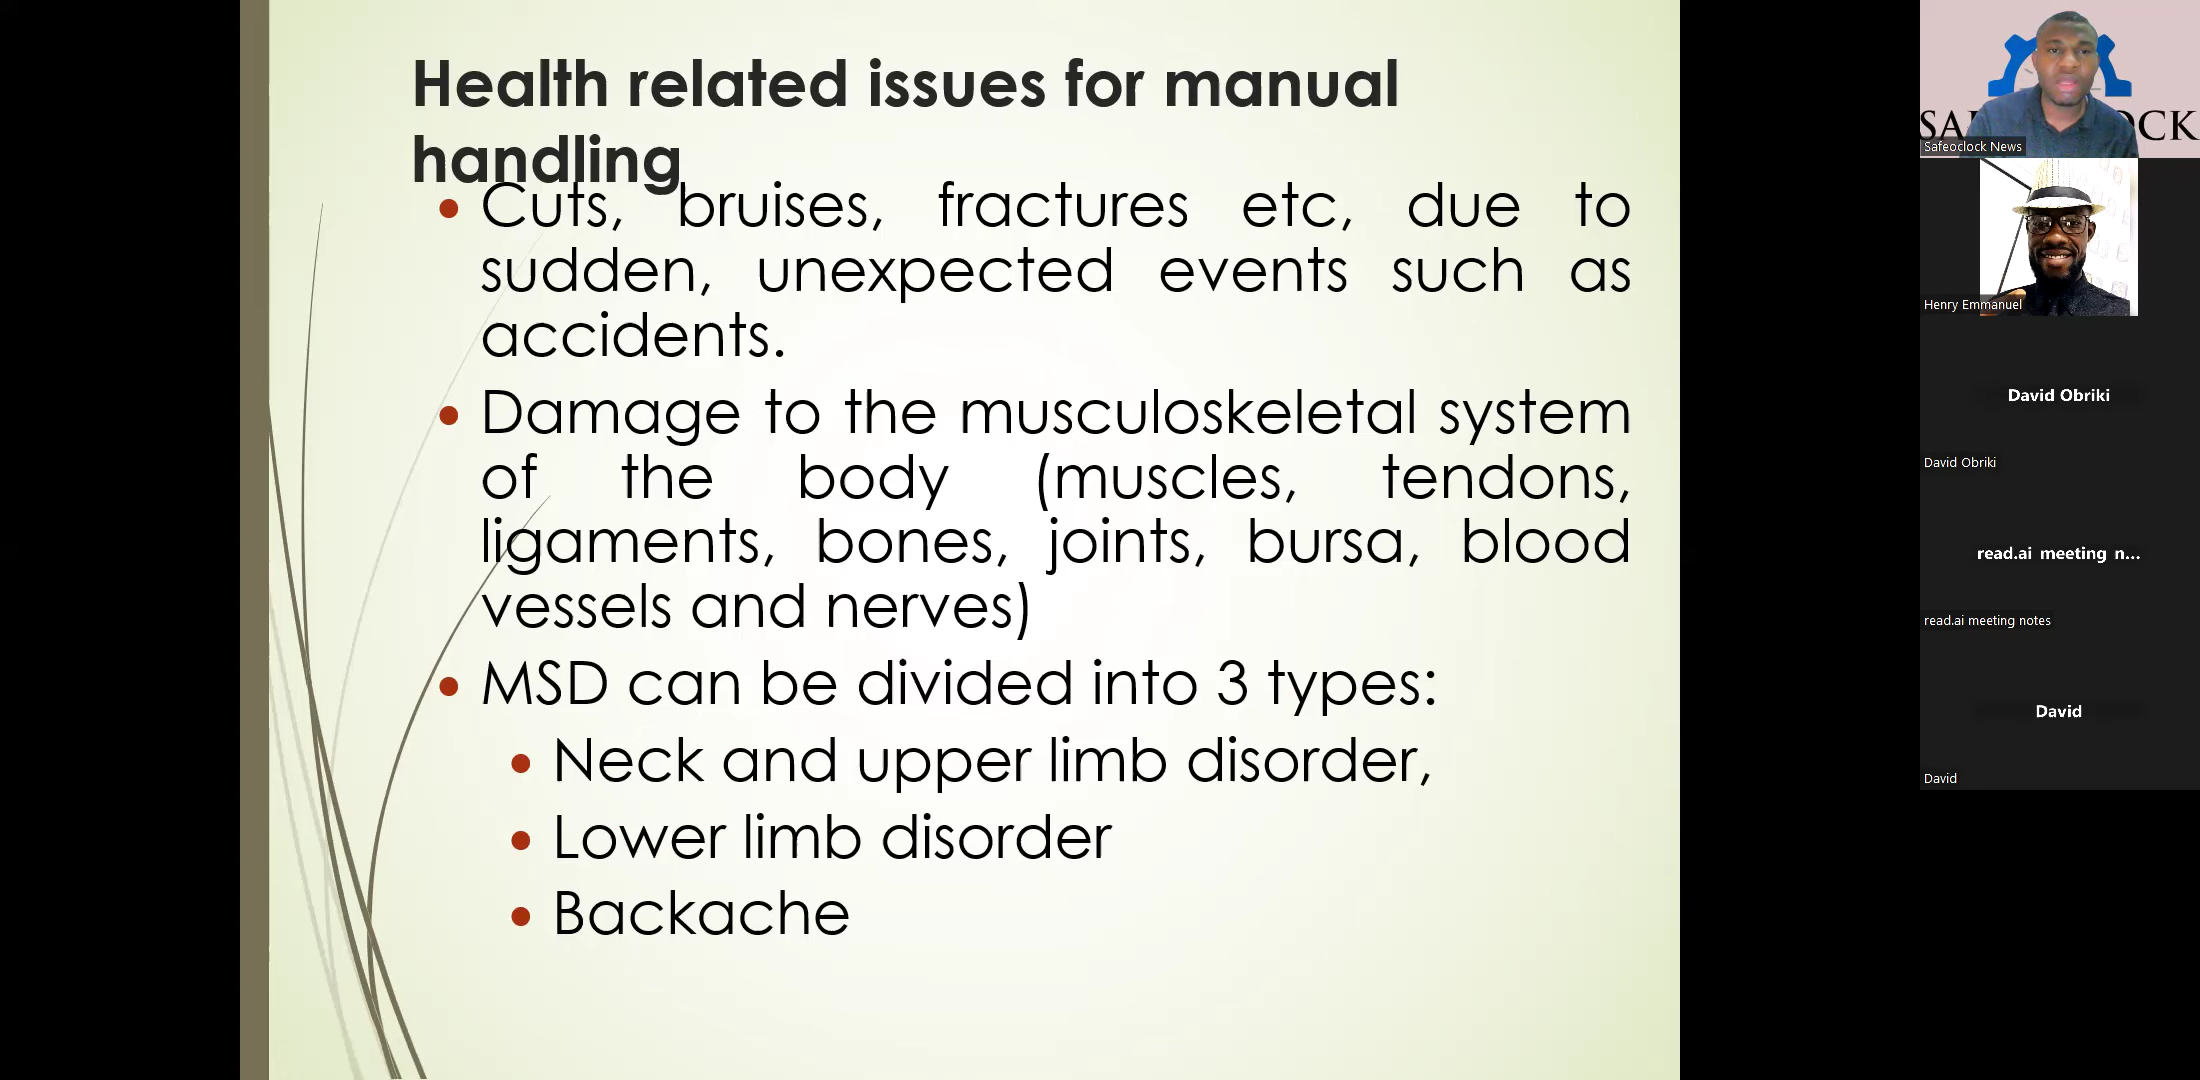 Health related issues for manual
handling
• Cuts, bruises, fractures etc, due to
sudden, unexpected events such as
accidents.
• Damage to the musculoskeletal system
of the body (muscles, tendons,
ligaments, bones, joints, bursa, blood
vessels and nerves)
• MSD can be divided into 3 types:
• Neck and upper limb disorder,
• Lower limb disorder
• Backache
Safeoclock News
Henry Emmanuel
David Obriki
David Obriki
read.ai meeting n...
read.ai meeting notes
David
David